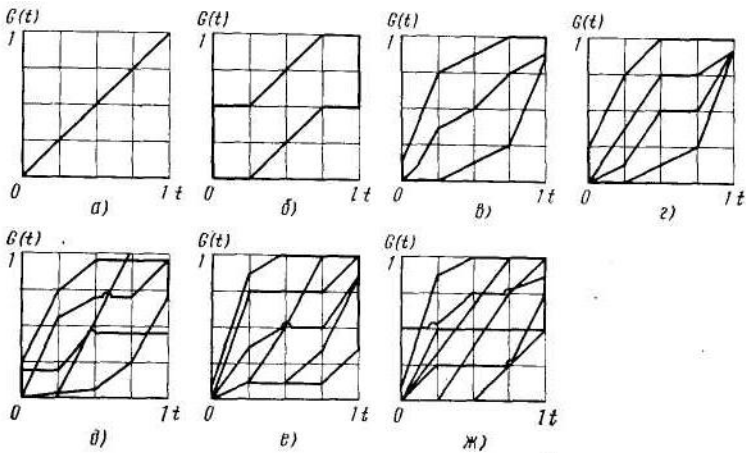 G(t) G(t) G(t) G(t)
1 1 1 1
0 1 t 0 1 t 0 1 t 0 1 t
а) б) в) г)
G(t) G(t) G(t)
1 1 1
0 1 t 0 1 t 0 1 t
д) е) ж)